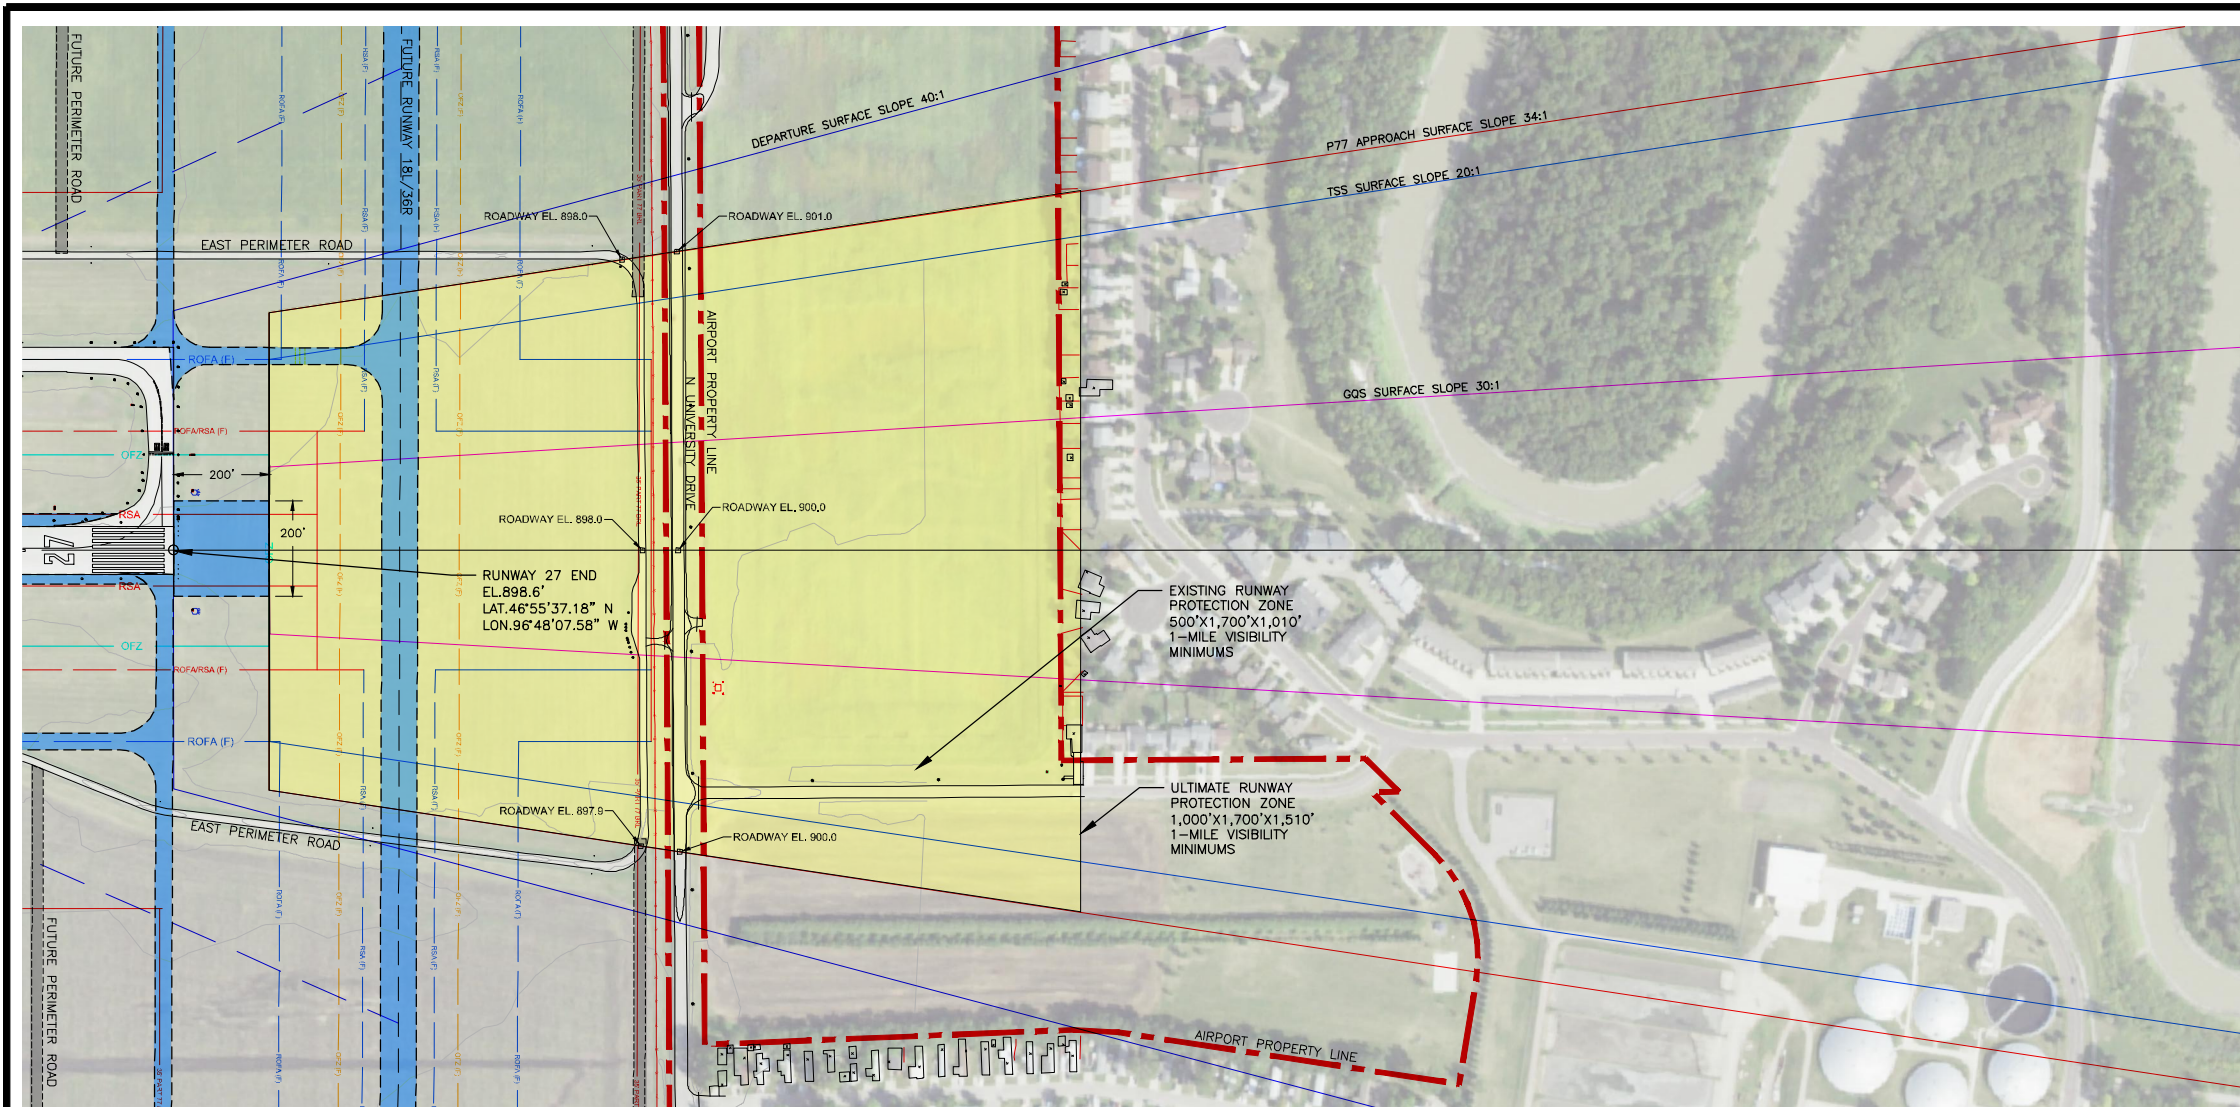 FUTURE PERIMETER ROAD
FUTURE RUNWAY 18L/36R
ROFA (F)
OFZ (F)
RSA (F)
RSA (F)
OFZ (F)
ROFA (F)
DEPARTURE SURFACE SLOPE 40:1
P77 APPROACH SURFACE SLOPE 34:1
TSS SURFACE SLOPE 20:1
ROADWAY EL. 898.0
ROADWAY EL. 901.0
EAST PERIMETER ROAD
AIRPORT PROPERTY LINE
N UNIVERSITY DRIVE
ROFA (F)
GQS SURFACE SLOPE 30:1
ROFA/RSA (F)
OFZ
200'
RSA
200'
27
ROADWAY EL. 898.0
ROADWAY EL. 900.0
RUNWAY 27 END
EL.898.6'
LAT.46°55'37.18" N
LON.96°48'07.58" W
RSA
OFZ
ROFA/RSA (F)
EXISTING RUNWAY
PROTECTION ZONE
500'X1,700'X1,010'
1-MILE VISIBILITY
MINIMUMS
ROFA (F)
ULTIMATE RUNWAY
PROTECTION ZONE
1,000'X1,700'X1,510'
1-MILE VISIBILITY
MINIMUMS
ROADWAY EL. 897.9
ROADWAY EL. 900.0
EAST PERIMETER ROAD
FUTURE PERIMETER ROAD
AIRPORT PROPERTY LINE